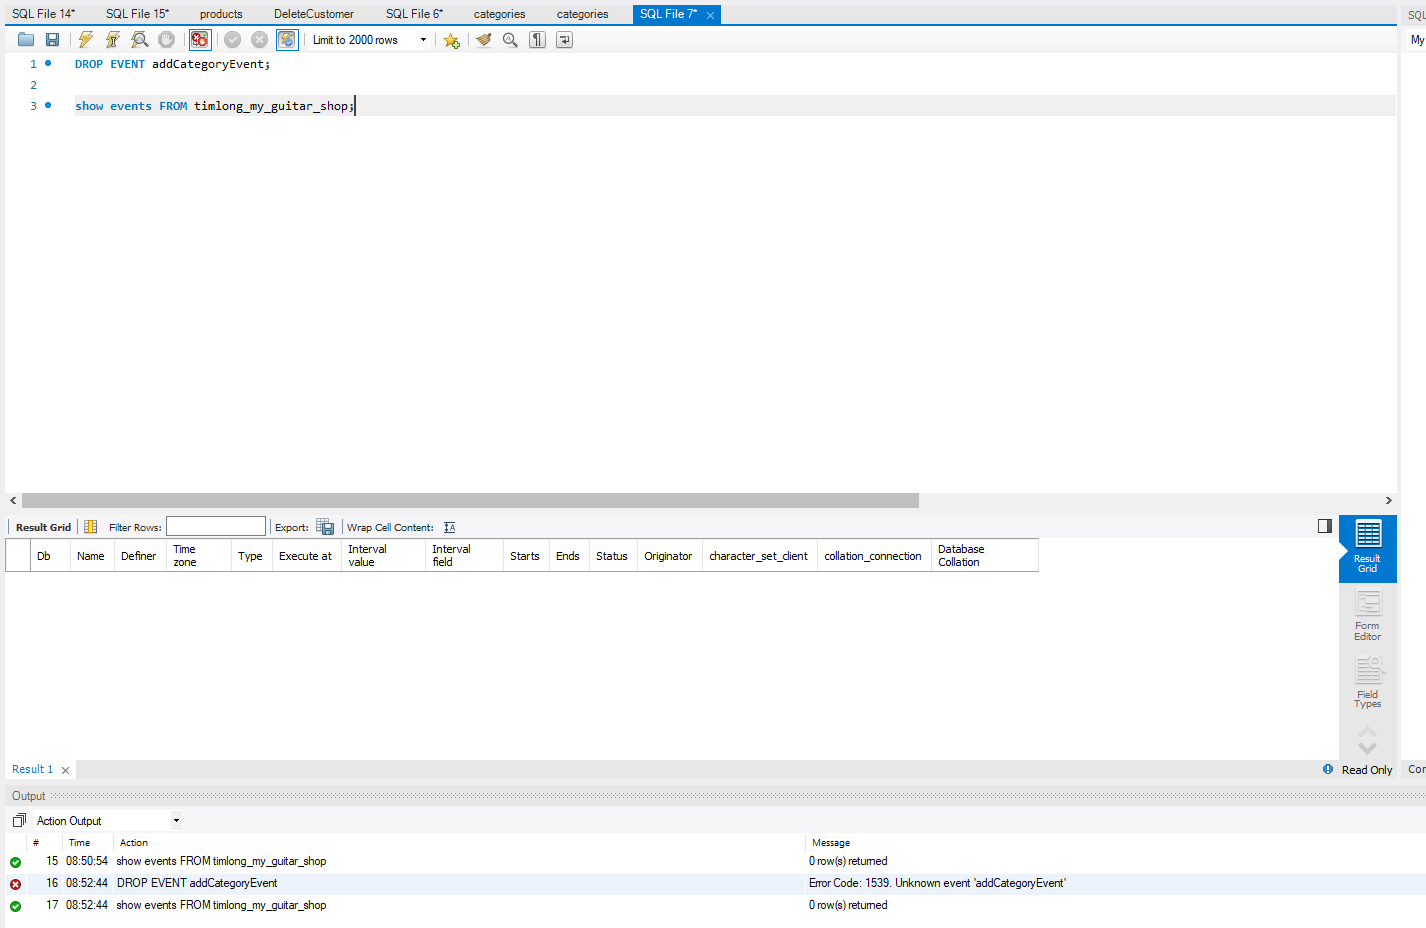 SQL File 14* SQL File 15* products DeleteCustomer SQL File 6* categories categories SQL File 7* SQL
Limit to 2000 rows My
1 DROP EVENT addCategoryEvent;
2
3 show events FROM timlong_my_guitar_shop;
Result Grid Filter Rows: Export: Wrap Cell Content: IA
Db Name Definer Time zone Type Execute at Interval value Interval field Starts Ends Status Originator character_set_client collation_connection Database Collation
Result Grid
Form Editor
Field Types
Result 1 Read Only Con
Output
Action Output
# Time Action Message
15 08:50:54 show events FROM timlong_my_guitar_shop 0 row(s) returned
16 08:52:44 DROP EVENT addCategoryEvent Error Code: 1539. Unknown event 'addCategoryEvent'
17 08:52:44 show events FROM timlong_my_guitar_shop 0 row(s) returned